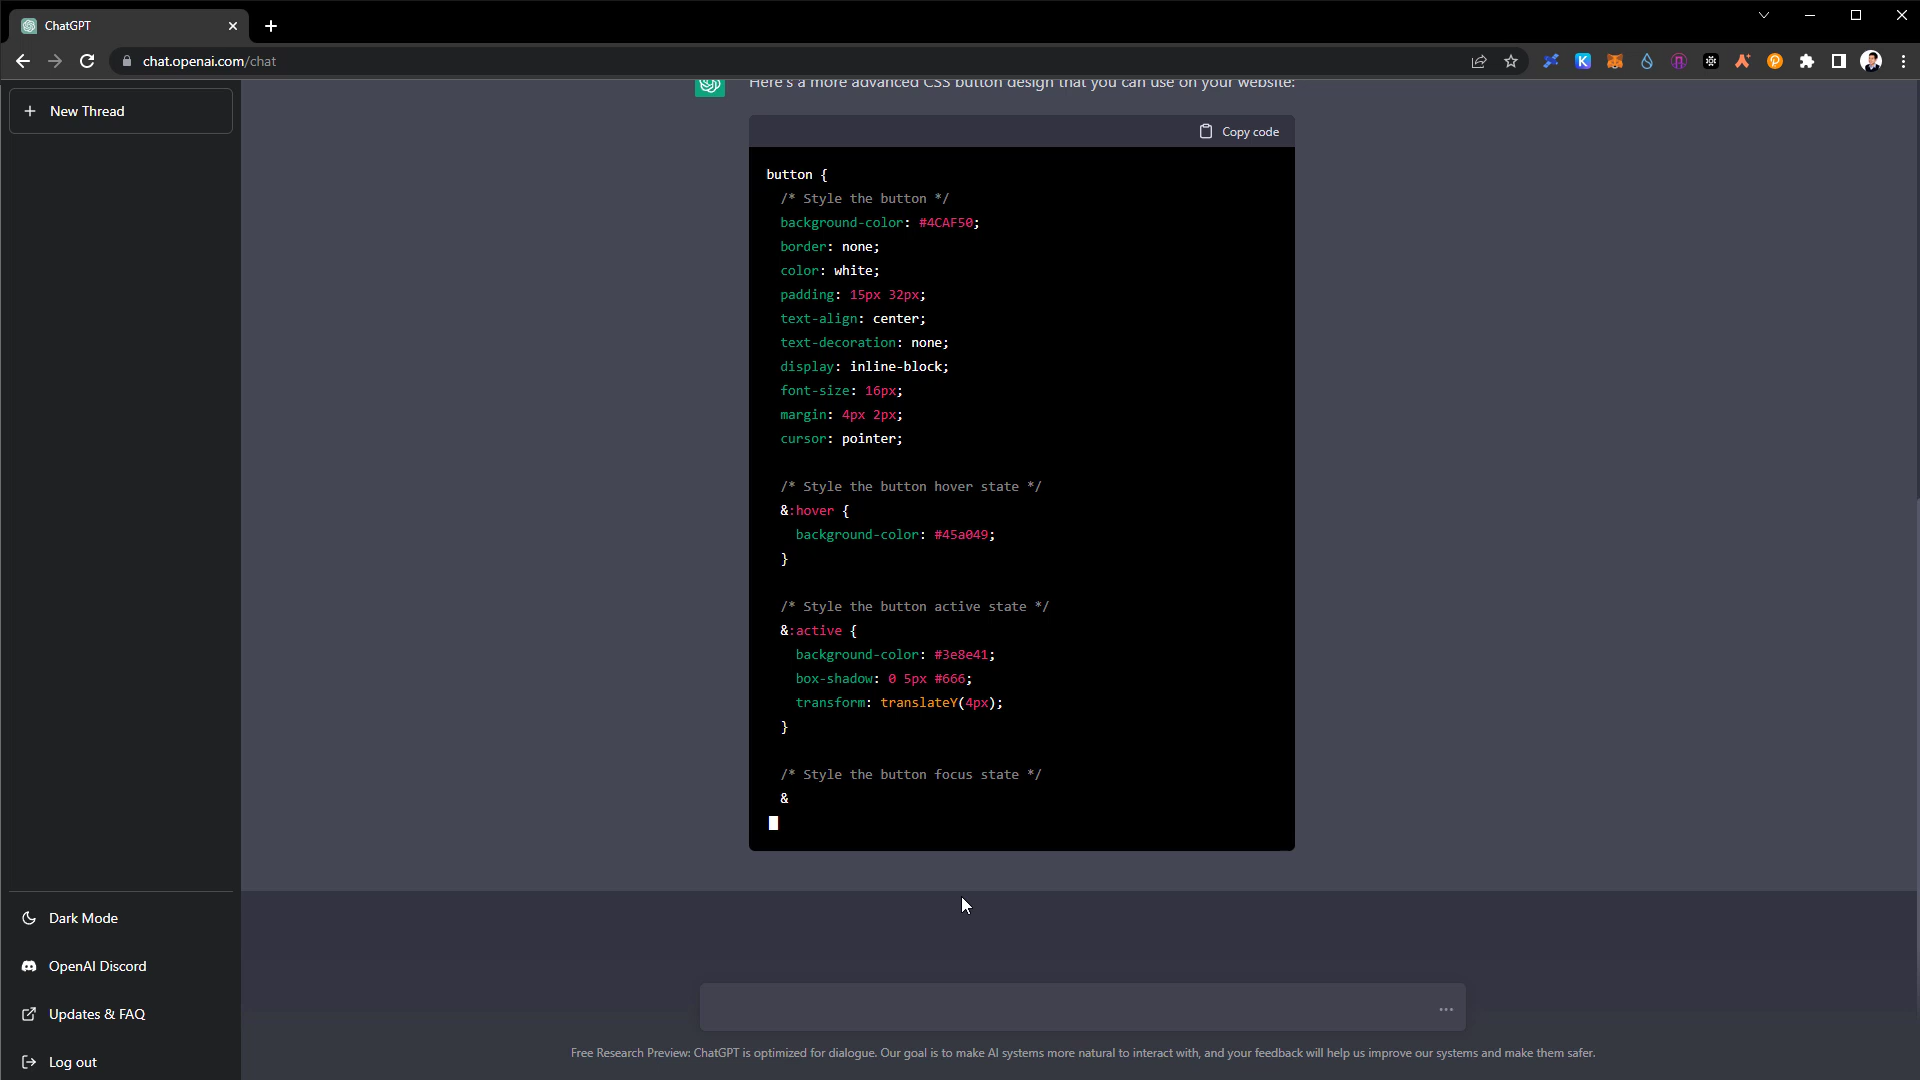 ChatGPT
chat.openai.com/chat
New Thread
Here's a more advanced CSS button design that you can use on your website:
Copy code
button {
/* Style the button */
background-color: #4CAF50;
border: none;
color: white;
padding: 15px 32px;
text-align: center;
text-decoration: none;
display: inline-block;
font-size: 16px;
margin: 4px 2px;
cursor: pointer;
/* Style the button hover state */
&:hover {
background-color: #45a049;
}
/* Style the button active state */
&:active {
background-color: #3e8e41;
box-shadow: 0 5px #666;
transform: translateY(4px);
}
/* Style the button focus state */
&
Dark Mode
OpenAI Discord
Updates & FAQ
Log out
Free Research Preview: ChatGPT is optimized for dialogue. Our goal is to make AI systems more natural to interact with, and your feedback will help us improve our systems and make them safer.